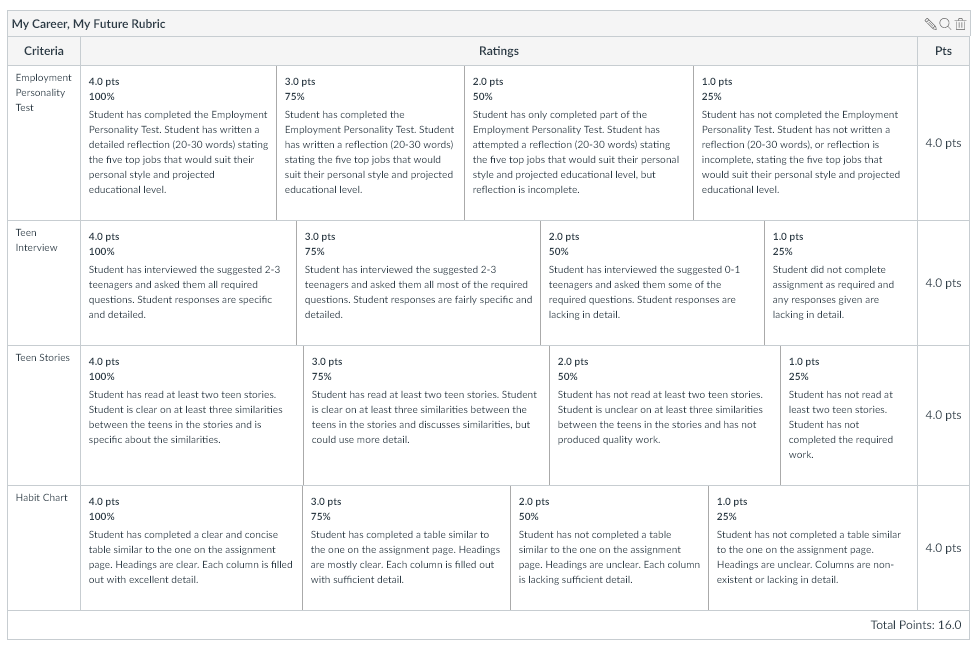 My Career, My Future Rubric
Criteria
Ratings
Pts
Employment
Personality
Test
4.0 pts
100%
Student has completed the Employment
Personality Test. Student has written a
detailed reflection (20-30 words) stating
the five top jobs that would suit their
personal style and projected
educational level.
3.0 pts
75%
Student has completed the
Employment Personality Test. Student
has written a reflection (20-30 words)
stating the five top jobs that would
suit their personal style and projected
educational level.
2.0 pts
50%
Student has only completed part of the
Employment Personality Test. Student has
attempted a reflection (20-30 words) stating
the five top jobs that would suit their personal
style and projected educational level, but
reflection is incomplete.
1.0 pts
25%
Student has not completed the Employment
Personality Test. Student has not written a
reflection (20-30 words), or reflection is
incomplete, stating the five top jobs that
would suit their personal style and projected
educational level.
4.0 pts
Teen
Interview
4.0 pts
100%
Student has interviewed the suggested 2-3
teenagers and asked them all required
questions. Student responses are specific
and detailed.
3.0 pts
75%
Student has interviewed the suggested 2-3
teenagers and asked them all most of the required
questions. Student responses are fairly specific and
detailed.
2.0 pts
50%
Student has interviewed the suggested 0-1
teenagers and asked them some of the
required questions. Student responses are
lacking in detail.
1.0 pts
25%
Student did not complete
assignment as required and
any responses given are
lacking in detail.
4.0 pts
Teen Stories
4.0 pts
100%
Student has read at least two teen stories.
Student is clear on at least three similarities
between the teens in the stories and is
specific about the similarities.
3.0 pts
75%
Student has read at least two teen stories. Student
is clear on at least three similarities between the
teens in the stories and discusses similarities, but
could use more detail.
2.0 pts
50%
Student has not read at least two teen stories.
Student is unclear on at least three similarities
between the teens in the stories and has not
produced quality work.
1.0 pts
25%
Student has not read at
least two teen stories.
Student has not
completed the required
work.
4.0 pts
Habit Chart
4.0 pts
100%
Student has completed a clear and concise
table similar to the one on the assignment
page. Headings are clear. Each column is filled
out with excellent detail.
3.0 pts
75%
Student has completed a table similar to
the one on the assignment page. Headings
are mostly clear. Each column is filled out
with sufficient detail.
2.0 pts
50%
Student has not completed a table
similar to the one on the assignment
page. Headings are unclear. Each column
is lacking sufficient detail.
1.0 pts
25%
Student has not completed a table similar
to the one on the assignment page.
Headings are unclear. Columns are non-
existent or lacking in detail.
4.0 pts
Total Points: 16.0